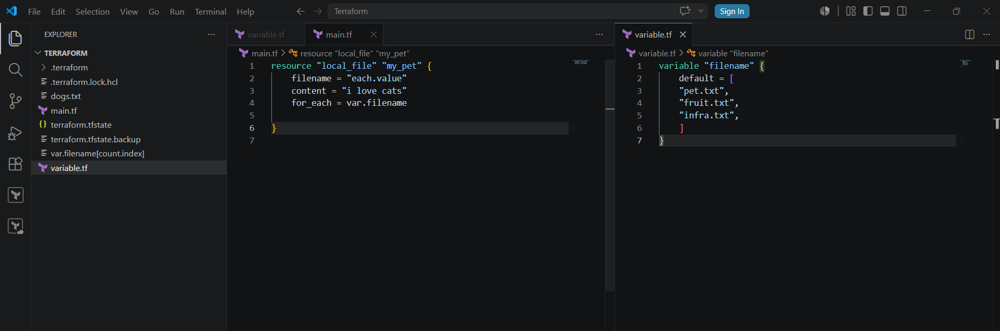 File Edit Selection View Go Run Terminal Help
Terraform
Sign In
EXPLORER
TERRAFORM
.terraform
.terraform.lock.hcl
dogs.txt
main.tf
terraform.tfstate
terraform.tfstate.backup
var.filename[count.index]
variable.tf
variable.tf
main.tf
main.tf > resource "local_file" "my_pet"
1 resource "local_file" "my_pet" {
2 filename = "each.value"
3 content = "i love cats"
4 for_each = var.filename
5
6 }
7
variable.tf
variable.tf > variable "filename"
1 variable "filename" {
2 default = [
3 "pet.txt",
4 "fruit.txt",
5 "infra.txt",
6 ]
7 }